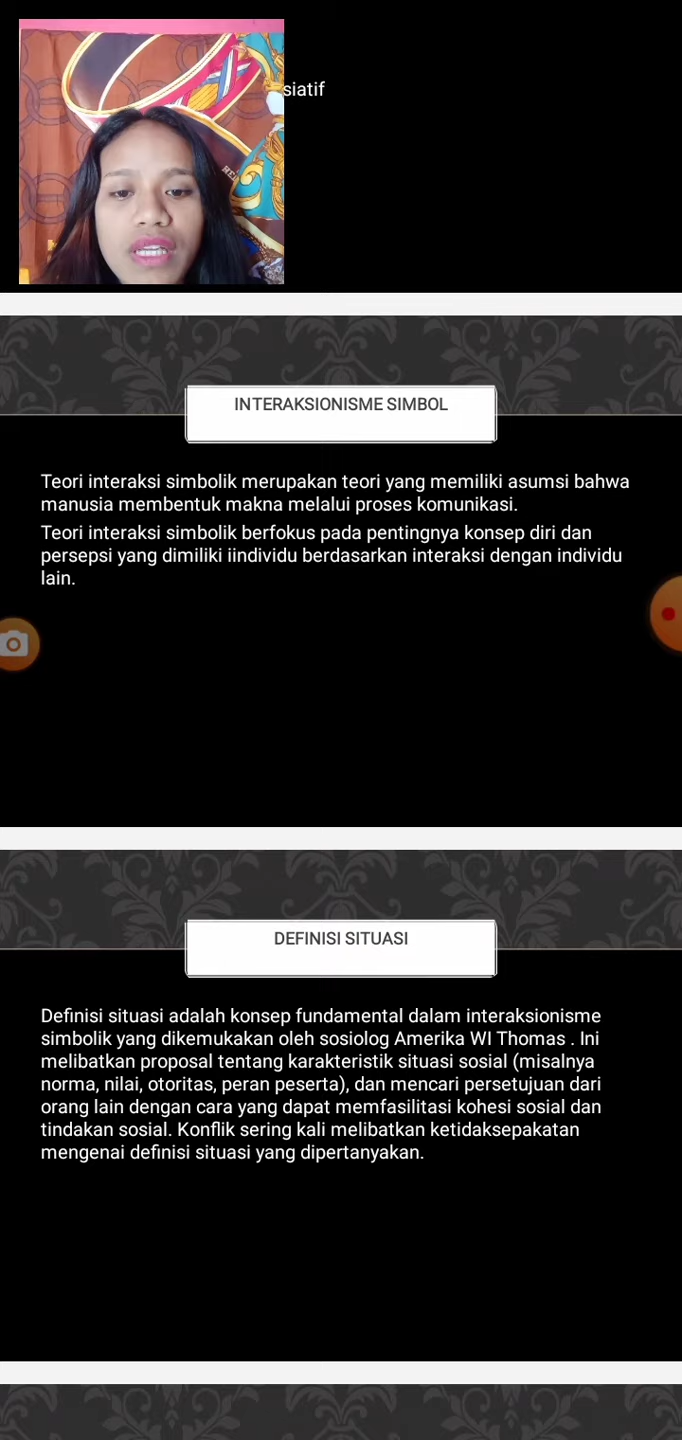 siatif
INTERAKSIONISME SIMBOL
Teori interaksi simbolik merupakan teori yang memiliki asumsi bahwa
manusia membentuk makna melalui proses komunikasi.
Teori interaksi simbolik berfokus pada pentingnya konsep diri dan
persepsi yang dimiliki iindividu berdasarkan interaksi dengan individu
lain.
DEFINISI SITUASI
Definisi situasi adalah konsep fundamental dalam interaksionisme
simbolik yang dikemukakan oleh sosiolog Amerika WI Thomas . Ini
melibatkan proposal tentang karakteristik situasi sosial (misalnya
norma, nilai, otoritas, peran peserta), dan mencari persetujuan dari
orang lain dengan cara yang dapat memfasilitasi kohesi sosial dan
tindakan sosial. Konflik sering kali melibatkan ketidaksepakatan
mengenai definisi situasi yang dipertanyakan.